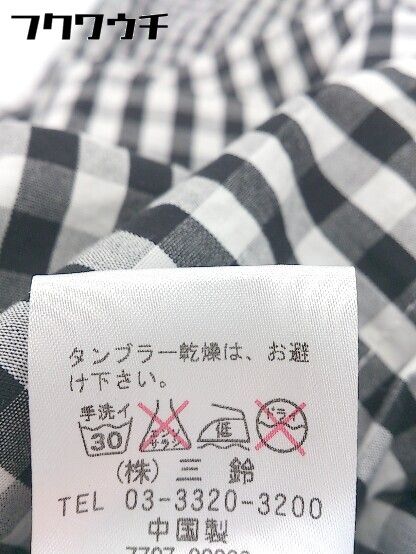 フクワウチ
タンブラー乾燥は、お避
け下さい。
手洗イ
30
エンソ
サラシ
低
ドライ
(株) 三 鈴
TEL 03-3320-3200
中国製